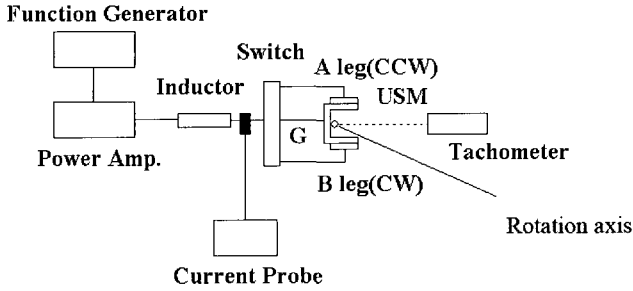 Function Generator
Switch
A leg(CCW)
Inductor
USM
G
Power Amp.
Tachometer
B leg(CW)
Rotation axis
Current Probe